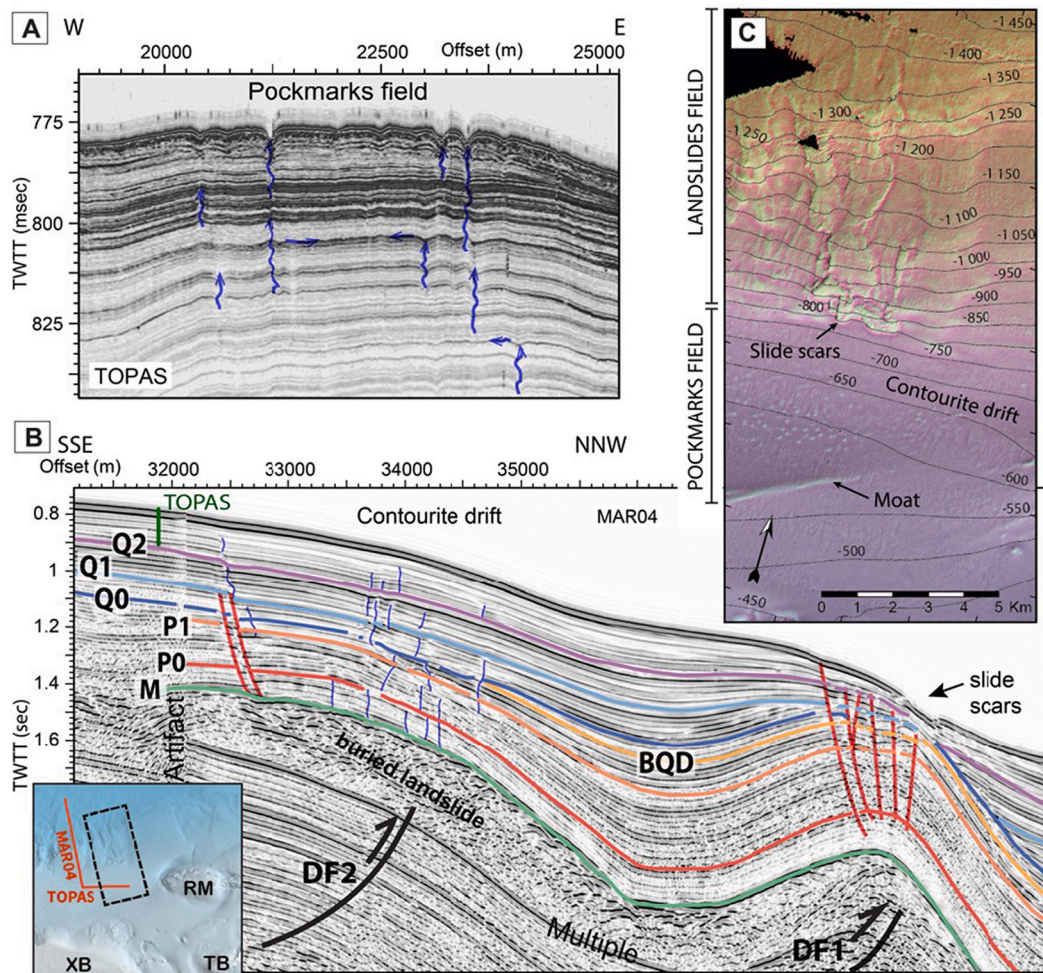 A
W
E
20000
22500
Offset (m)
25000
Pockmarks field
775
800
825
TWTT (msec)
TOPAS
C
LANDSLIDES FIELD
POCKMARKS FIELD
-1 450
-1 400
-1 350
-1 300
-1 250
-1 250
-1 200
-1 150
-1 100
-1 050
-1 000
-950
-900
-850
-800
-750
Slide scars
-700
-650
Contourite drift
-600
-550
Moat
-500
-450
0 1 2 3 4 5
Km
B
SSE
NNW
Offset (m)
32000
33000
34000
35000
TOPAS
Contourite drift
MAR04
0.8
1
1.2
1.4
1.6
TWTT (sec)
Q2
Q1
Q0
P1
P0
M
Artifact
buried landslide
BQD
slide
scars
DF2
Multiple
DF1
MAR04
TOPAS
RM
XB
TB